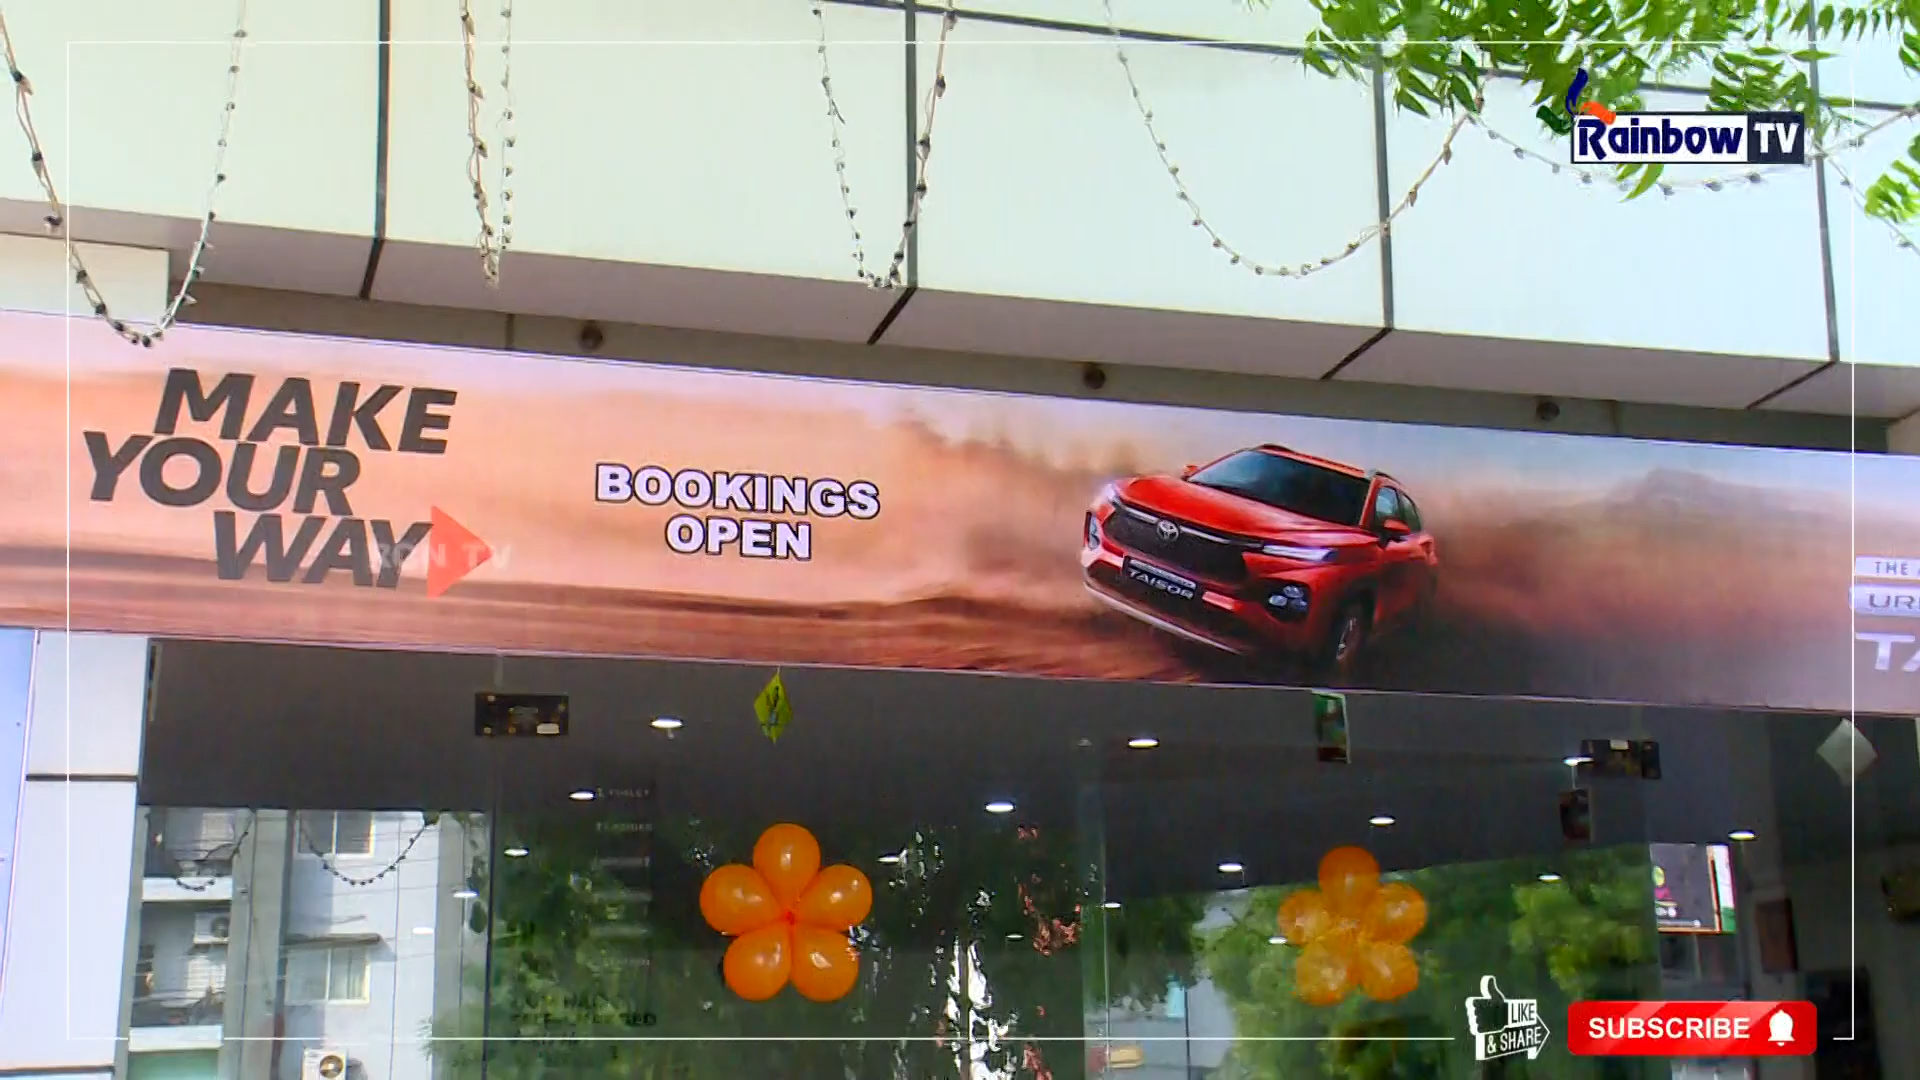 Rainbow TV
MAKE
YOUR
WAY
BOOKINGS
OPEN
TAISOR
THE
LIKE
& SHARE
SUBSCRIBE